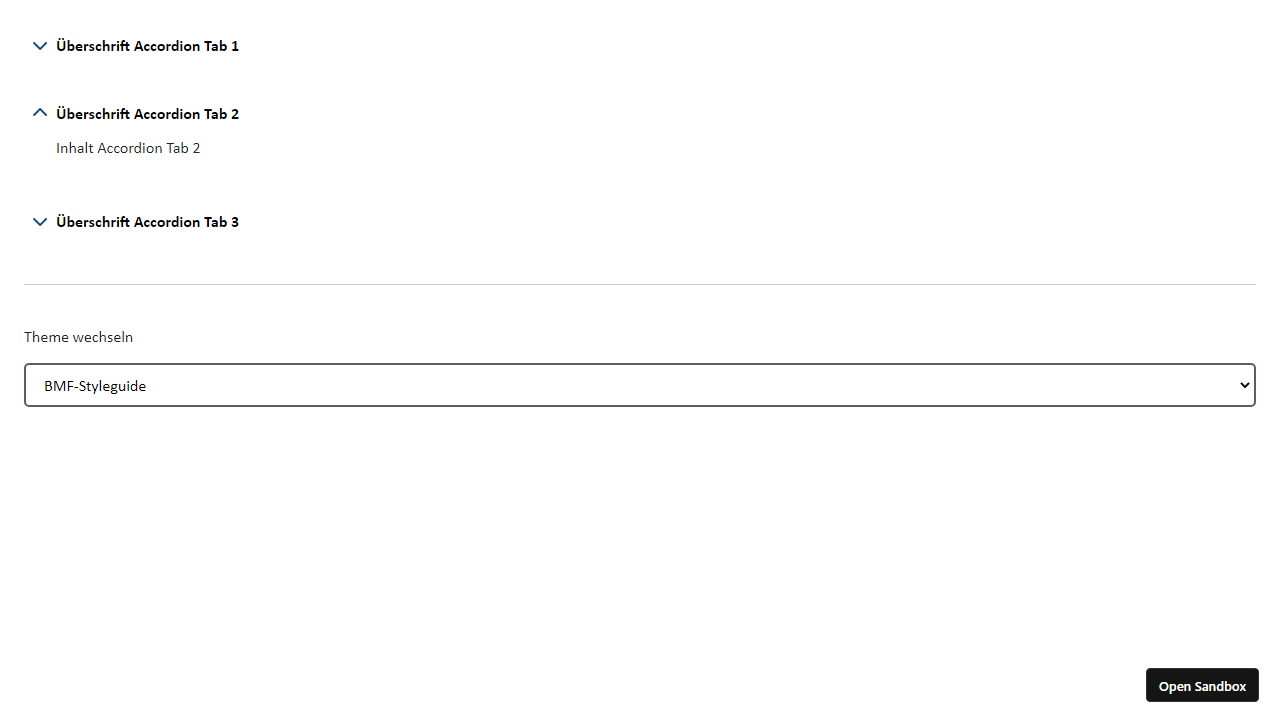 Überschrift Accordion Tab 1
Überschrift Accordion Tab 2
Inhalt Accordion Tab 2
Überschrift Accordion Tab 3
Theme wechseln
BMF-Styleguide
Open Sandbox